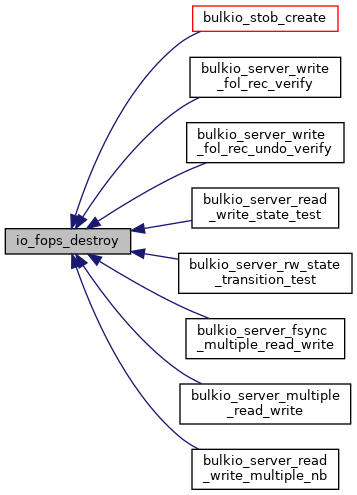 bulkio_stob_create
bulkio_server_write
_fol_rec_verify
bulkio_server_write
_fol_rec_undo_verify
bulkio_server_read
_write_state_test
io_fops_destroy
bulkio_server_rw_state
_transition_test
bulkio_server_fsync
_multiple_read_write
bulkio_server_multiple
_read_write
bulkio_server_read
_write_multiple_nb